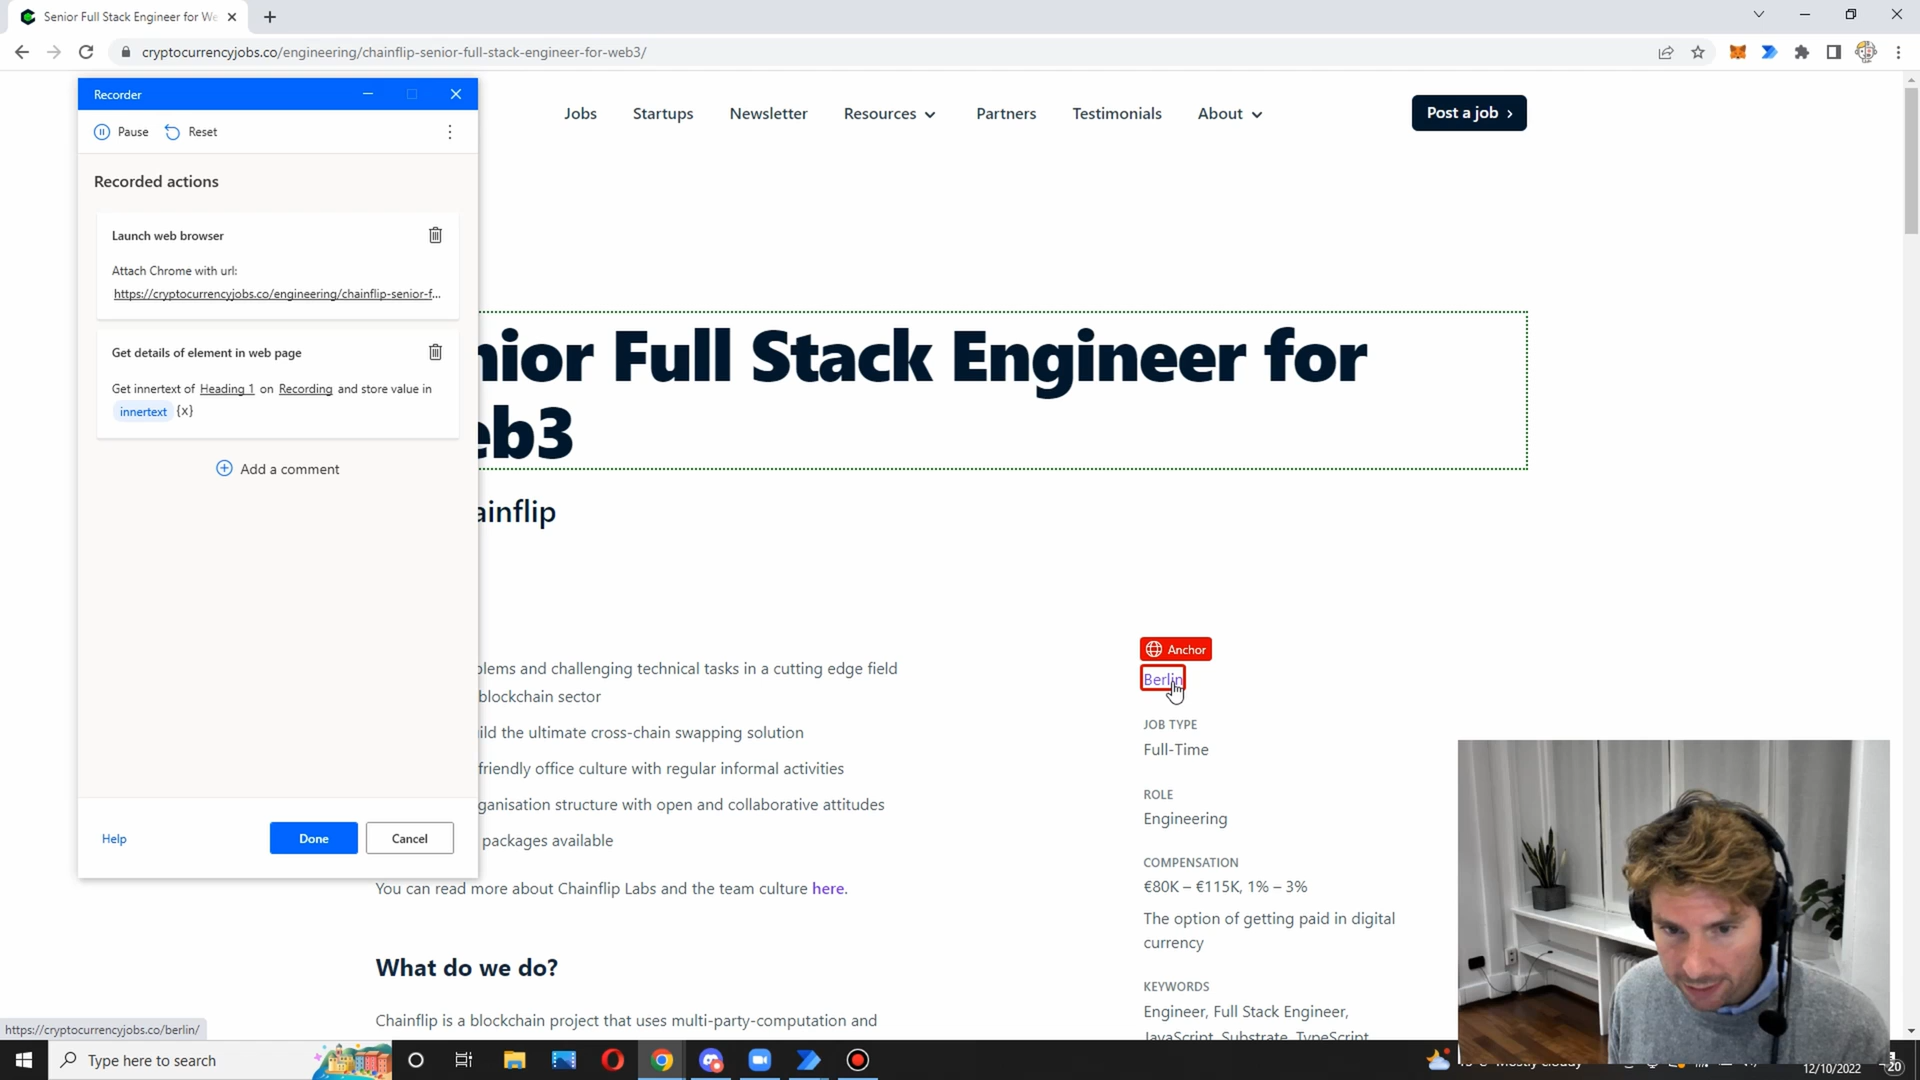 Senior Full Stack Engineer for We
cryptocurrencyjobs.co/engineering/chainflip-senior-full-stack-engineer-for-web3/
Recorder
Pause
Reset
Recorded actions
Launch web browser
Attach Chrome with url:
https://cryptocurrencyjobs.co/engineering/chainflip-senior-f...
Get details of element in web page
Get innertext of Heading 1 on Recording and store value in
innertext {x}
Add a comment
Help
Done
Cancel
Jobs
Startups
Newsletter
Resources
Partners
Testimonials
About
Post a job ›
nior Full Stack Engineer for
eb3
ainflip
blems and challenging technical tasks in a cutting edge field
blockchain sector
ild the ultimate cross-chain swapping solution
friendly office culture with regular informal activities
ganisation structure with open and collaborative attitudes
packages available
You can read more about Chainflip Labs and the team culture here.
What do we do?
Chainflip is a blockchain project that uses multi-party-computation and
Anchor
Berlin
JOB TYPE
Full-Time
ROLE
Engineering
COMPENSATION
€80K – €115K, 1% – 3%
The option of getting paid in digital
currency
KEYWORDS
Engineer, Full Stack Engineer,
JavaScript, Substrate, TypeScript
https://cryptocurrencyjobs.co/berlin/
Type here to search
Mostly cloudy
12/10/2022
20